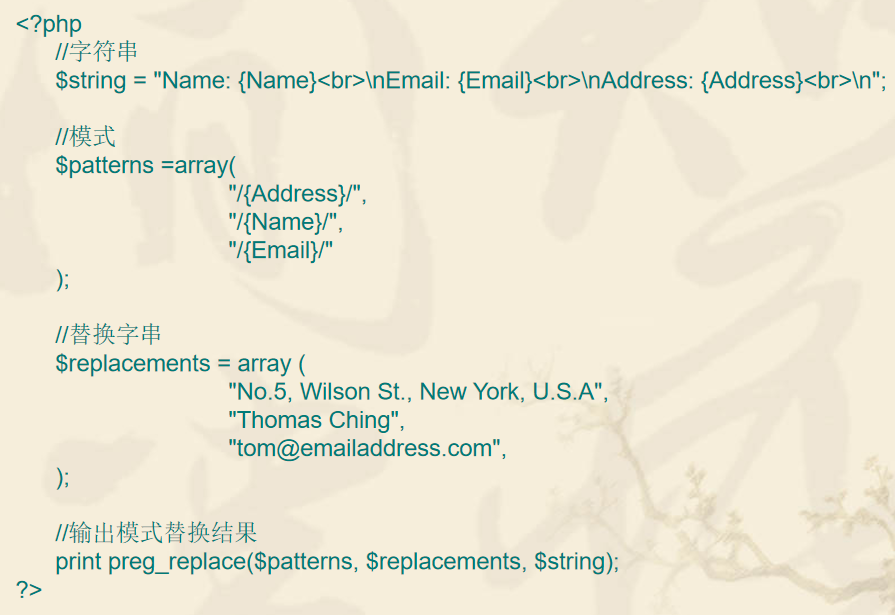 <?php
//字符串
$string = "Name: {Name}<br>\nEmail: {Email}<br>\nAddress: {Address}<br>\n";
//模式
$patterns =array(
"/{Address}/",
"/{Name}/",
"/{Email}/"
);
//替换字串
$replacements = array (
"No.5, Wilson St., New York, U.S.A",
"Thomas Ching",
"tom@emailaddress.com",
);
//输出模式替换结果
print preg_replace($patterns, $replacements, $string);
?>